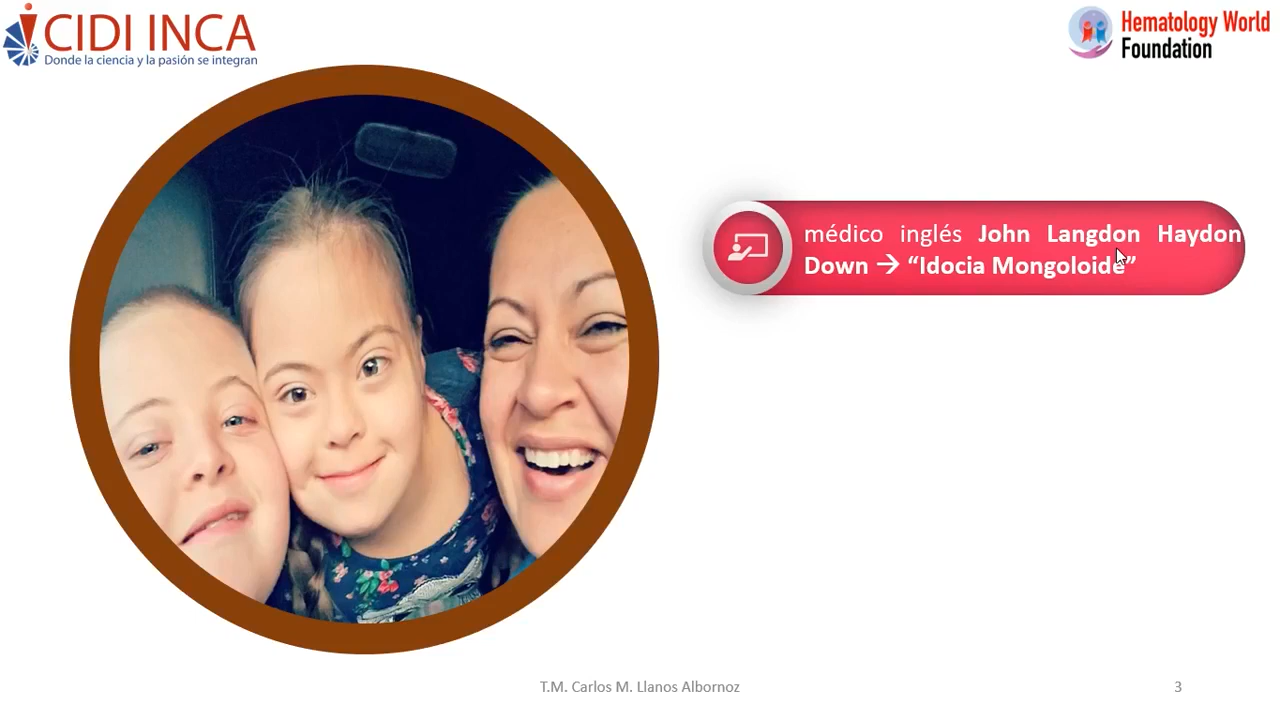 CIDI INCA
Donde la ciencia y la pasión se integran
Hematology World
Foundation
médico inglés John Langdon Haydon
Down → “Idocia Mongoloide”
T.M. Carlos M. Llanos Albornoz
3